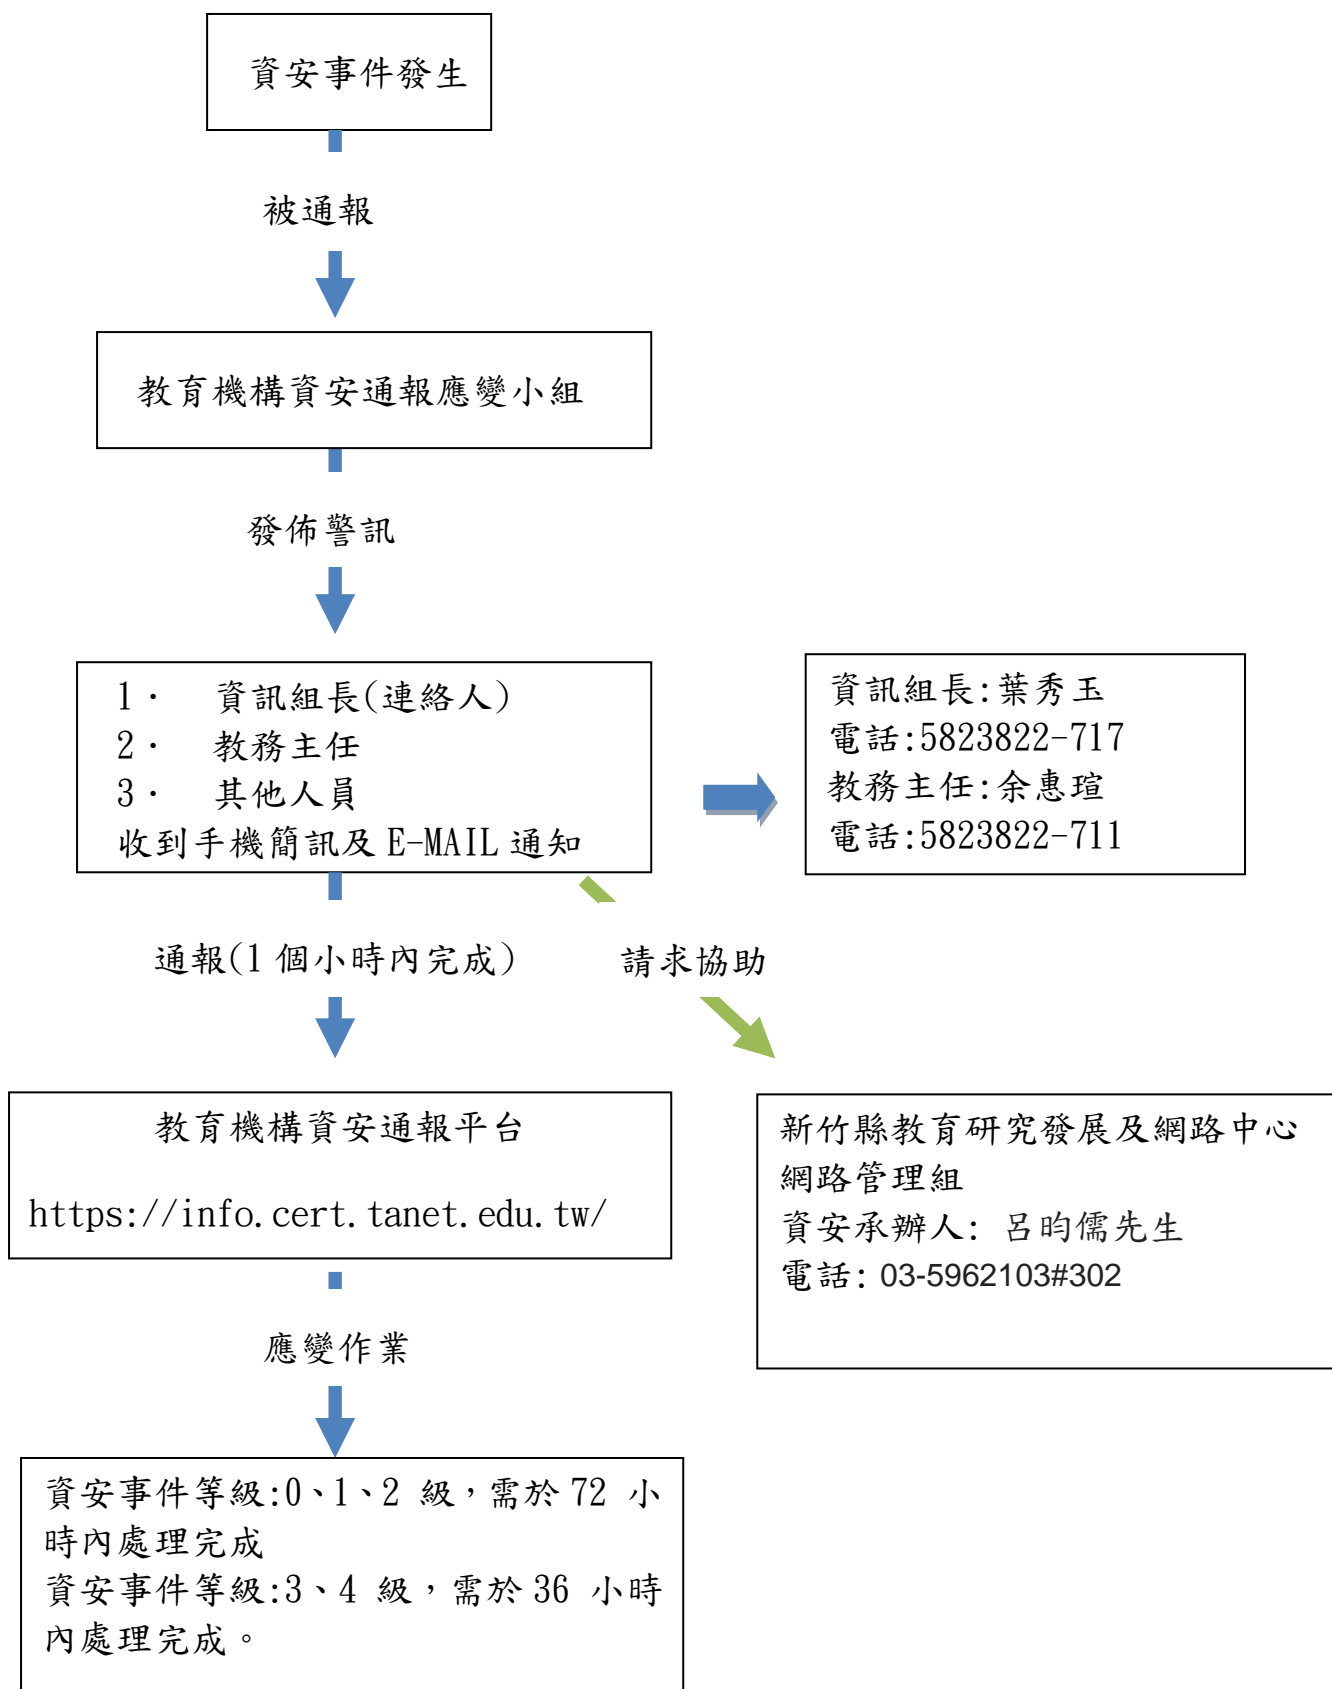 資安事件發生
被通報
教育機構資安通報應變小組
發佈警訊
1. 資訊組長(連絡人)
2. 教務主任
3. 其他人員
收到手機簡訊及 E-MAIL 通知
資訊組長:葉秀玉
電話:5823822-717
教務主任:余惠瑄
電話:5823822-711
通報(1 個小時內完成)
請求協助
教育機構資安通報平台
https://info.cert.tanet.edu.tw/
新竹縣教育研究發展及網路中心
網路管理組
資安承辦人: 呂昀儒先生
電話: 03-5962103#302
應變作業
資安事件等級:0、1、2 級，需於 72 小
時內處理完成
資安事件等級:3、4 級，需於 36 小時
內處理完成。